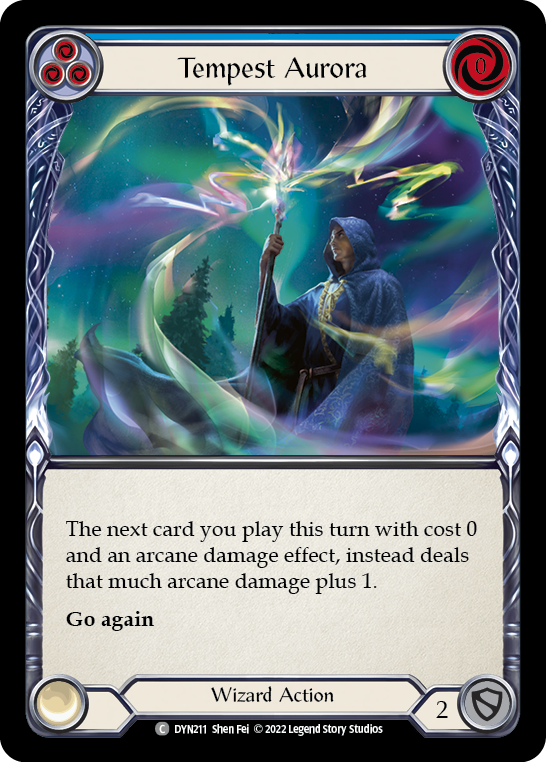 Tempest Aurora
0
The next card you play this turn with cost 0
and an arcane damage effect, instead deals
that much arcane damage plus 1.
Go again
Wizard Action
2
C DYN211 Shen Fei © 2022 Legend Story Studios